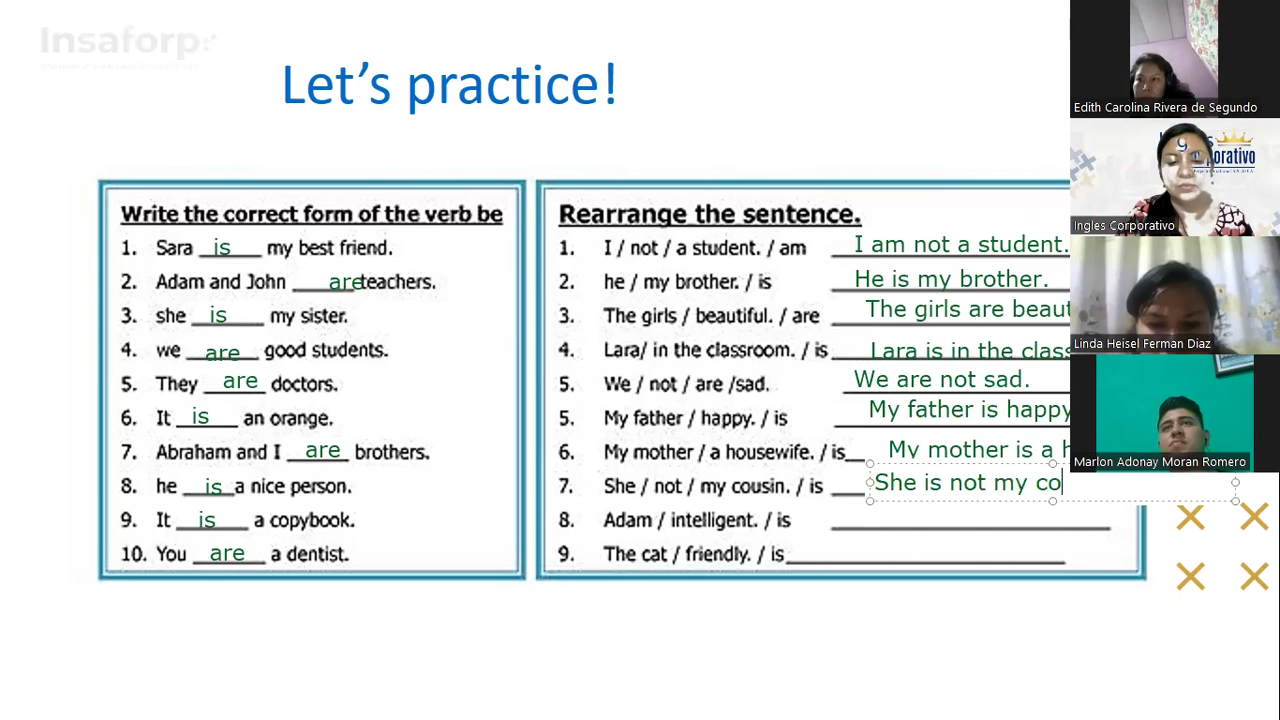 Insaforp
Let's practice!
Write the correct form of the verb be
1. Sara is my best friend.
2. Adam and John are teachers.
3. she is my sister.
4. we are good students.
5. They are doctors.
6. It is an orange.
7. Abraham and I are brothers.
8. he is a nice person.
9. It is a copybook.
10. You are a dentist.
Rearrange the sentence.
1. I / not / a student. / am I am not a student.
2. he / my brother. / is He is my brother.
3. The girls / beautiful. / are The girls are beaut
4. Lara/ in the classroom. / is Lara is in the class
5. We / not / are /sad. We are not sad.
5. My father / happy. / is My father is happy
6. My mother / a housewife. / is My mother is a h
7. She / not / my cousin. / is She is not my co
8. Adam / intelligent. / is
9. The cat / friendly. / is
Edith Carolina Rivera de Segundo
Ingles Corporativo
Linda Heisel Ferman Diaz
Marlon Adonay Moran Romero